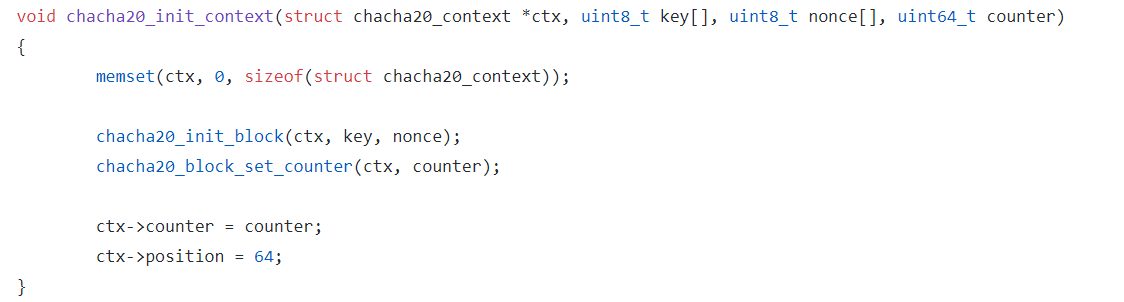 void chacha20_init_context(struct chacha20_context *ctx, uint8_t key[], uint8_t nonce[], uint64_t counter)
{
        memset(ctx, 0, sizeof(struct chacha20_context));

        chacha20_init_block(ctx, key, nonce);
        chacha20_block_set_counter(ctx, counter);

        ctx->counter = counter;
        ctx->position = 64;
}